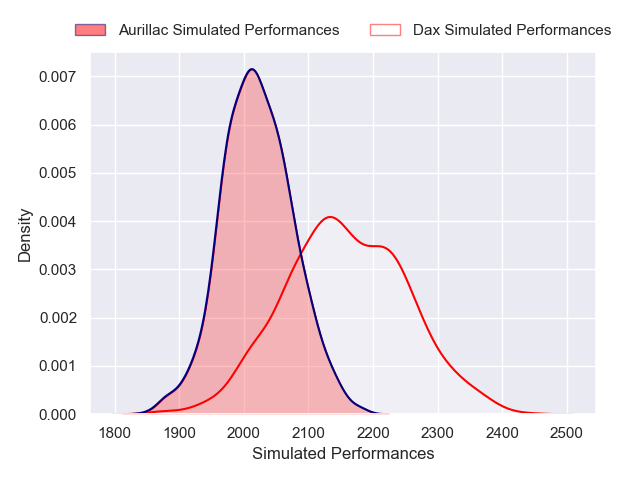 Aurillac Simulated Performances Dax Simulated Performances
0.007
0.006
0.005
0.004
0.003
0.002
0.001
0.000
Density
1800 1900 2000 2100 2200 2300 2400 2500
Simulated Performances